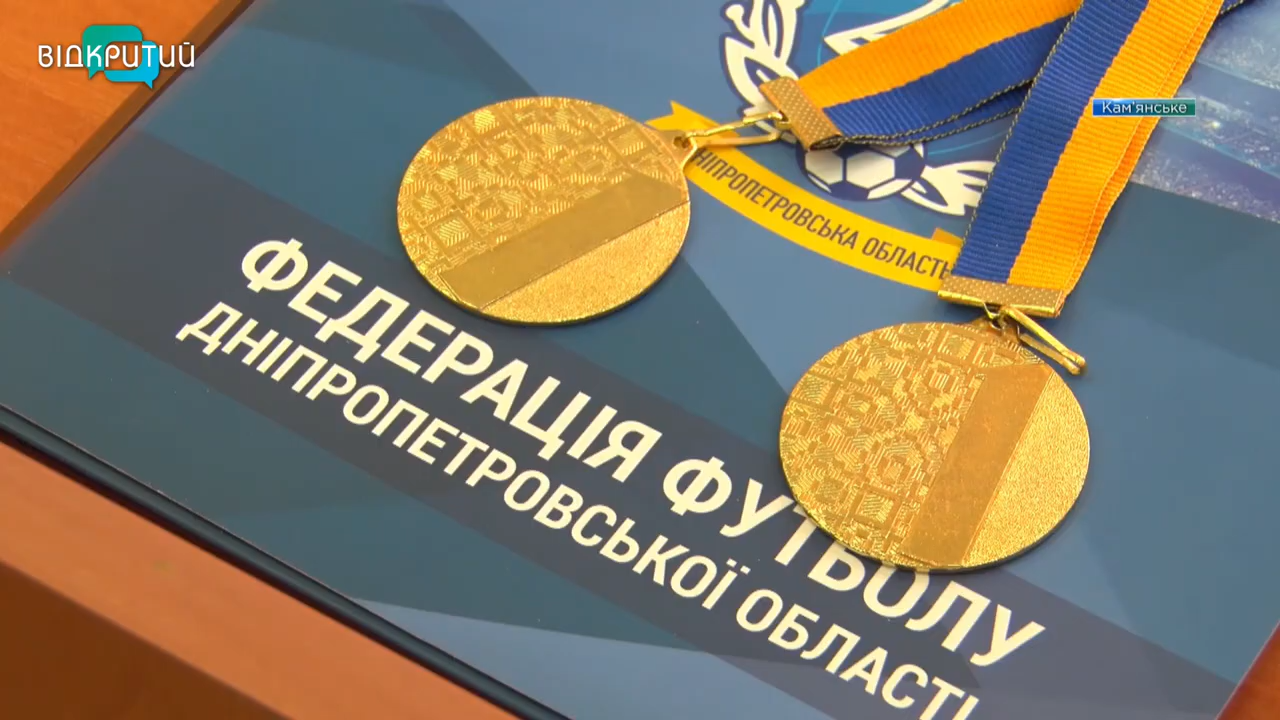 ВІДКРИТИЙ
Кам'янське
ДНІПРОПЕТРОВСЬКА ОБЛАСТЬ
ФЕДЕРАЦІЯ ФУТБОЛУ
ДНІПРОПЕТРОВСЬКОЇ ОБЛАСТІ